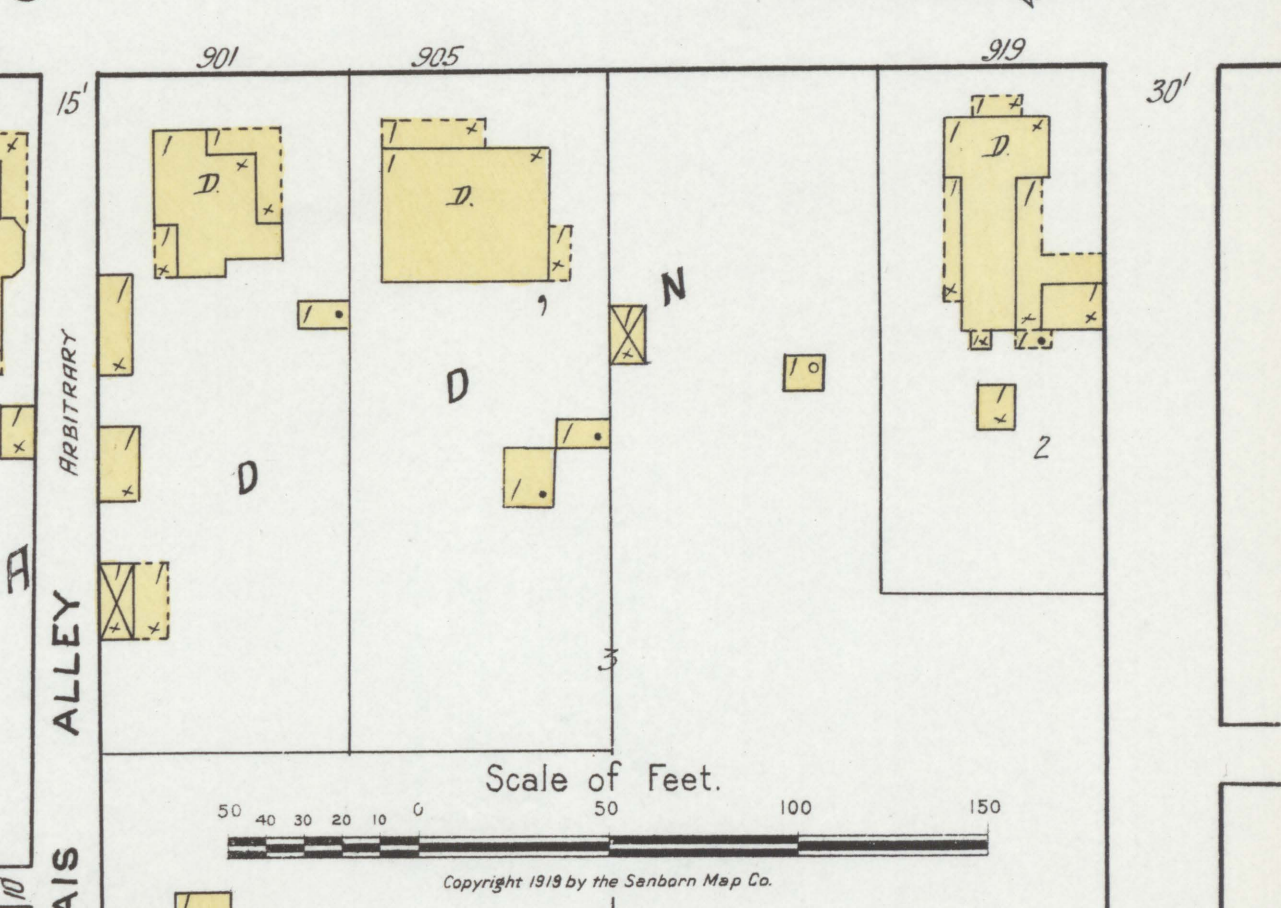 901
905
919
15'
30'
D.
D.
D.
N
ARBITRARY
D
D
2
A
ALLEY
3
Scale of Feet.
50 40 30 20 10 0 50 100 150
Copyright 1919 by the Sanborn Map Co.
AIS
10'